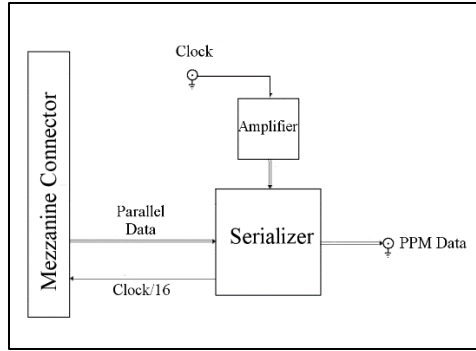 Clock
Amplifier
Mezzanine Connector
Parallel
Data
Serializer
PPM Data
Clock/16